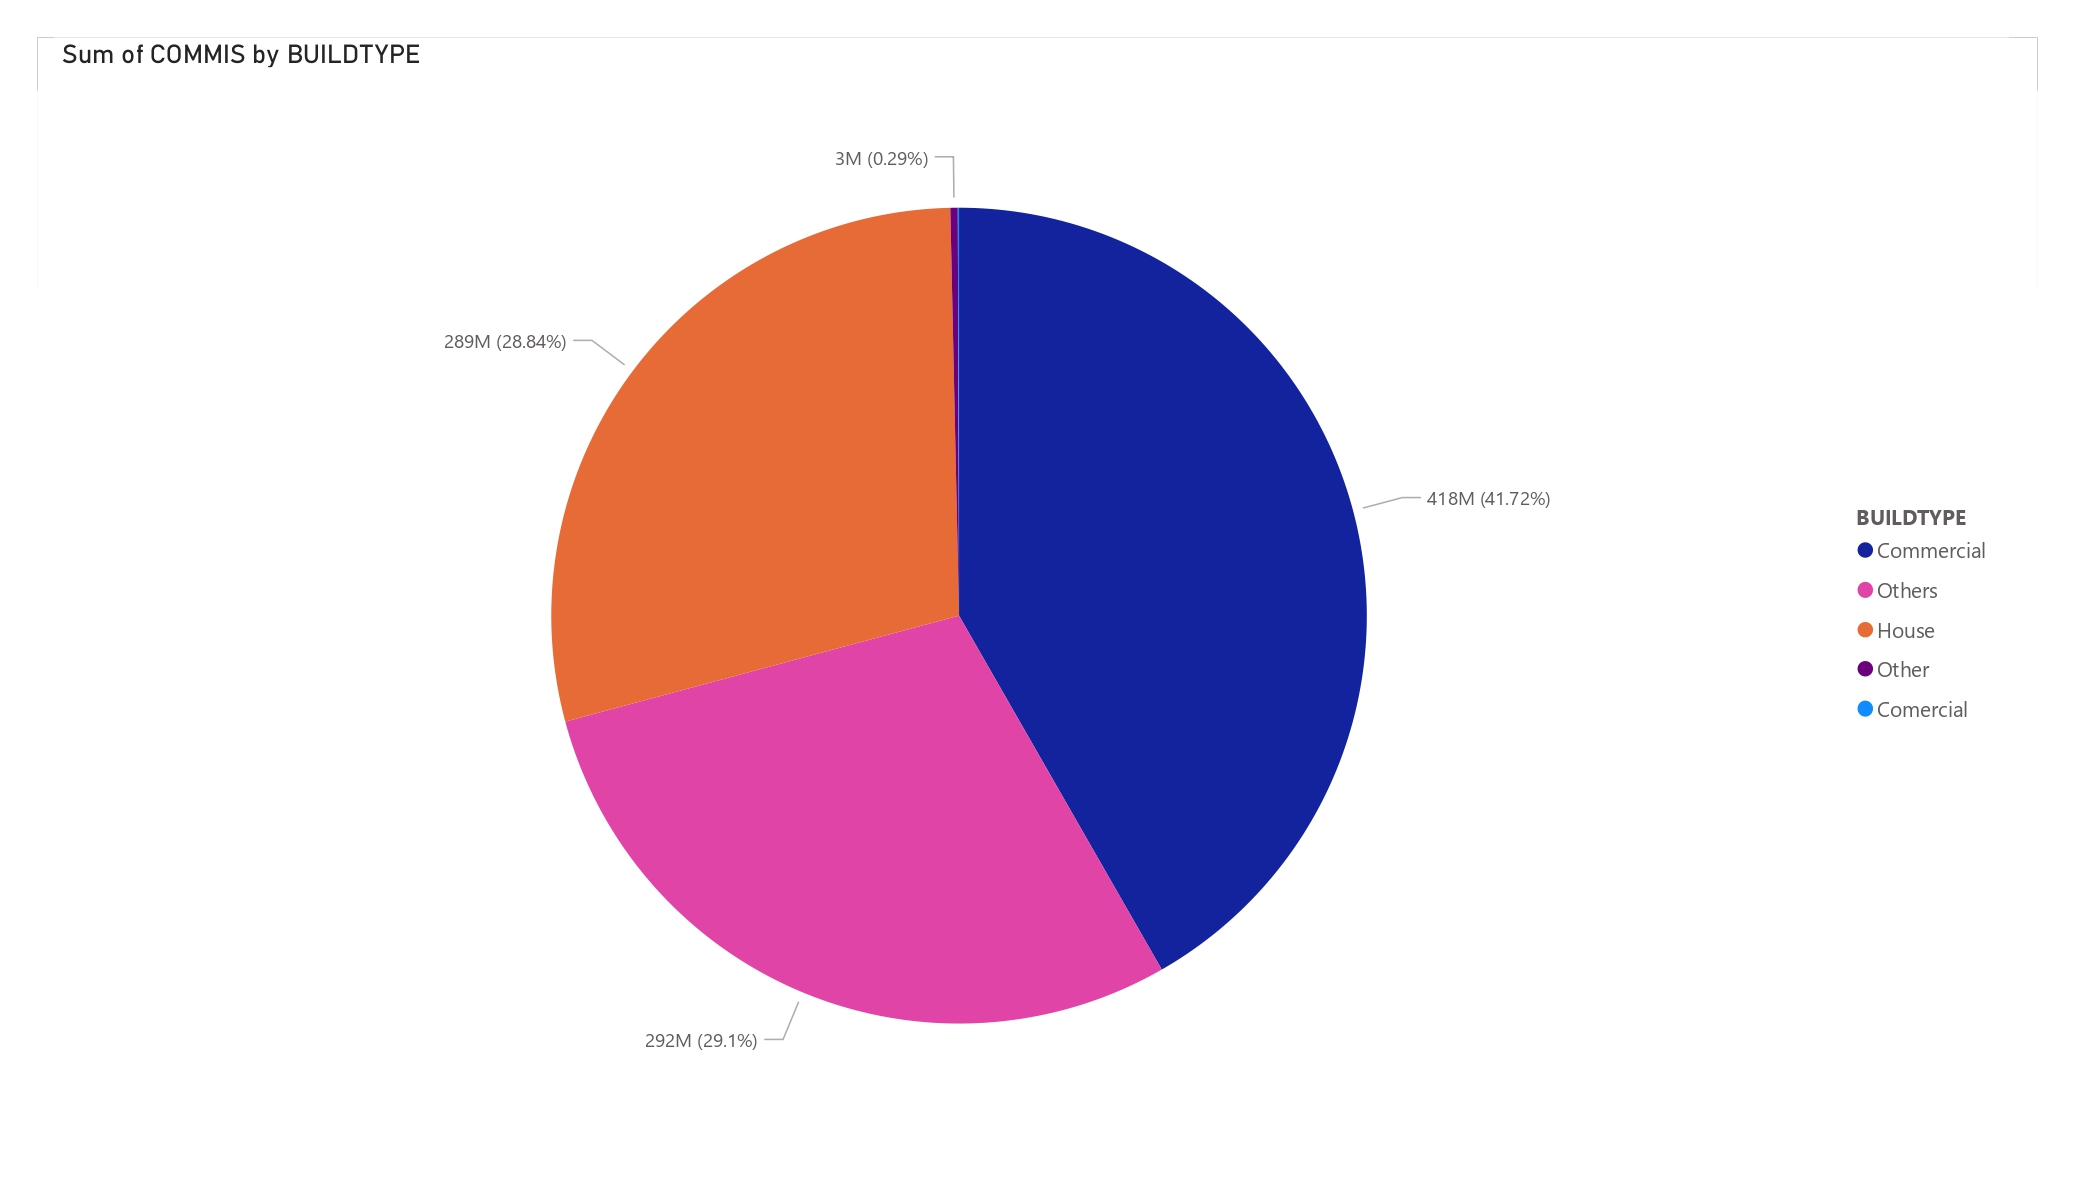 Sum of COMMIS by BUILDTYPE
3M (0.29%)
289M (28.84%)
418M (41.72%)
292M (29.1%)
BUILDTYPE
Commercial
Others
House
Other
Comercial